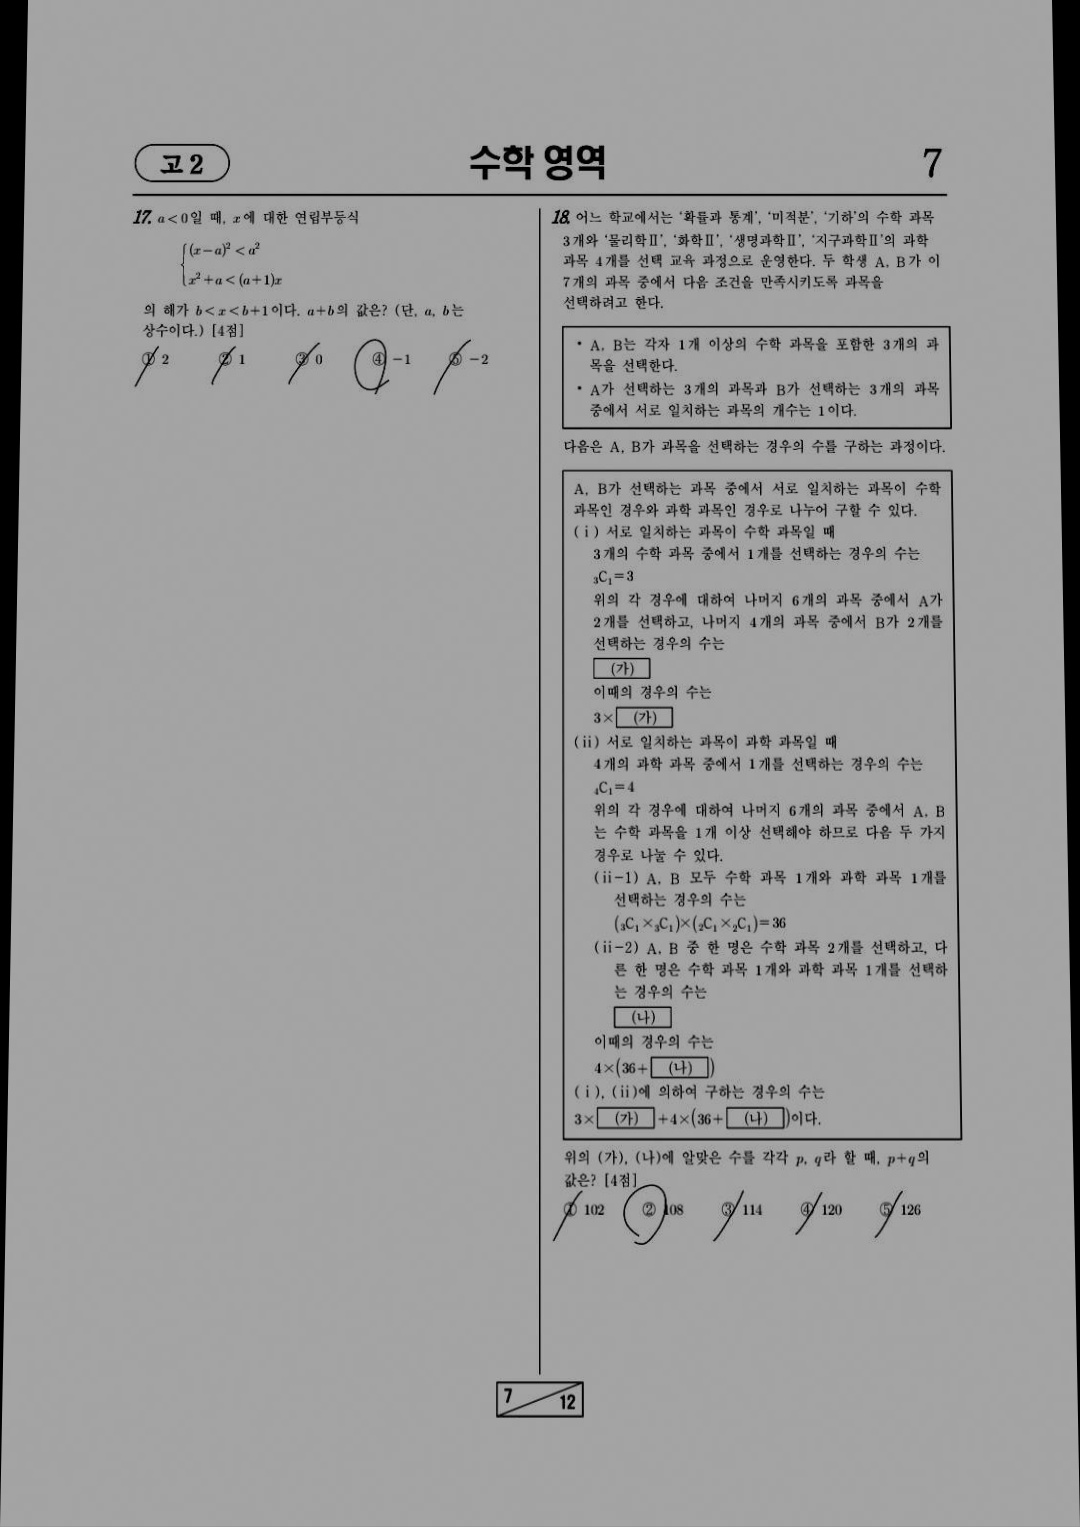 고 2
수학 영역
7
17. a<0일 때, x에 대한 연립부등식
(x-a)²<a²
x²+a<(a+1)x
의 해가 b<x<b+1이다. a+b의 값은? (단, a, b는
상수이다.) [4점]
① 2 ② 1 ③ 0 ④ -1 ⑤ -2
18. 어느 학교에서는 '확률과 통계', '미적분', '기하'의 수학 과목
3개와 '물리학Ⅱ', '화학Ⅱ', '생명과학Ⅱ', '지구과학Ⅱ'의 과학
과목 4개를 선택 교육 과정으로 운영한다. 두 학생 A, B가 이
7개의 과목 중에서 다음 조건을 만족시키도록 과목을
선택하려고 한다.
• A, B는 각자 1개 이상의 수학 과목을 포함한 3개의 과
목을 선택한다.
• A가 선택하는 3개의 과목과 B가 선택하는 3개의 과목
중에서 서로 일치하는 과목의 개수는 1이다.
다음은 A, B가 과목을 선택하는 경우의 수를 구하는 과정이다.
A, B가 선택하는 과목 중에서 서로 일치하는 과목이 수학
과목인 경우와 과학 과목인 경우로 나누어 구할 수 있다.
(ⅰ) 서로 일치하는 과목이 수학 과목일 때
3개의 수학 과목 중에서 1개를 선택하는 경우의 수는
₃C₁=3
위의 각 경우에 대하여 나머지 6개의 과목 중에서 A가
2개를 선택하고, 나머지 4개의 과목 중에서 B가 2개를
선택하는 경우의 수는
(가)
이때의 경우의 수는
3× (가)
(ⅱ) 서로 일치하는 과목이 과학 과목일 때
4개의 과학 과목 중에서 1개를 선택하는 경우의 수는
₄C₁=4
위의 각 경우에 대하여 나머지 6개의 과목 중에서 A, B
는 수학 과목을 1개 이상 선택해야 하므로 다음 두 가지
경우로 나눌 수 있다.
(ⅱ-1) A, B 모두 수학 과목 1개와 과학 과목 1개를
선택하는 경우의 수는
(₃C₁×₃C₁)×(₂C₁×₂C₁)=36
(ⅱ-2) A, B 중 한 명은 수학 과목 2개를 선택하고, 다
른 한 명은 수학 과목 1개와 과학 과목 1개를 선택하
는 경우의 수는
(나)
이때의 경우의 수는
4×(36+ (나) )
(ⅰ), (ⅱ)에 의하여 구하는 경우의 수는
3× (가) +4×(36+ (나) )이다.
위의 (가), (나)에 알맞은 수를 각각 p, q라 할 때, p+q의
값은? [4점]
① 102 ② 108 ③ 114 ④ 120 ⑤ 126
7
12